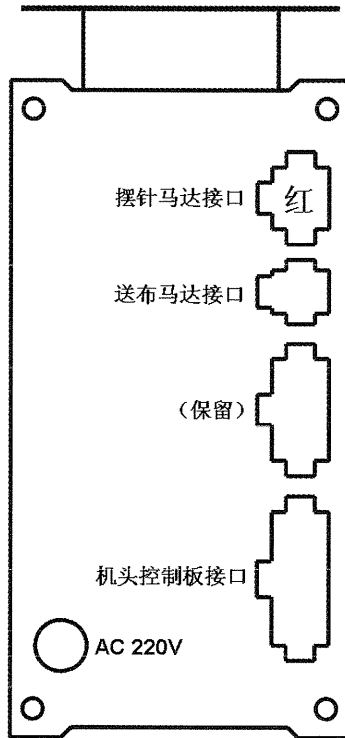 摆针马达接口
红
送布马达接口
（保留）
机头控制板接口
AC 220V